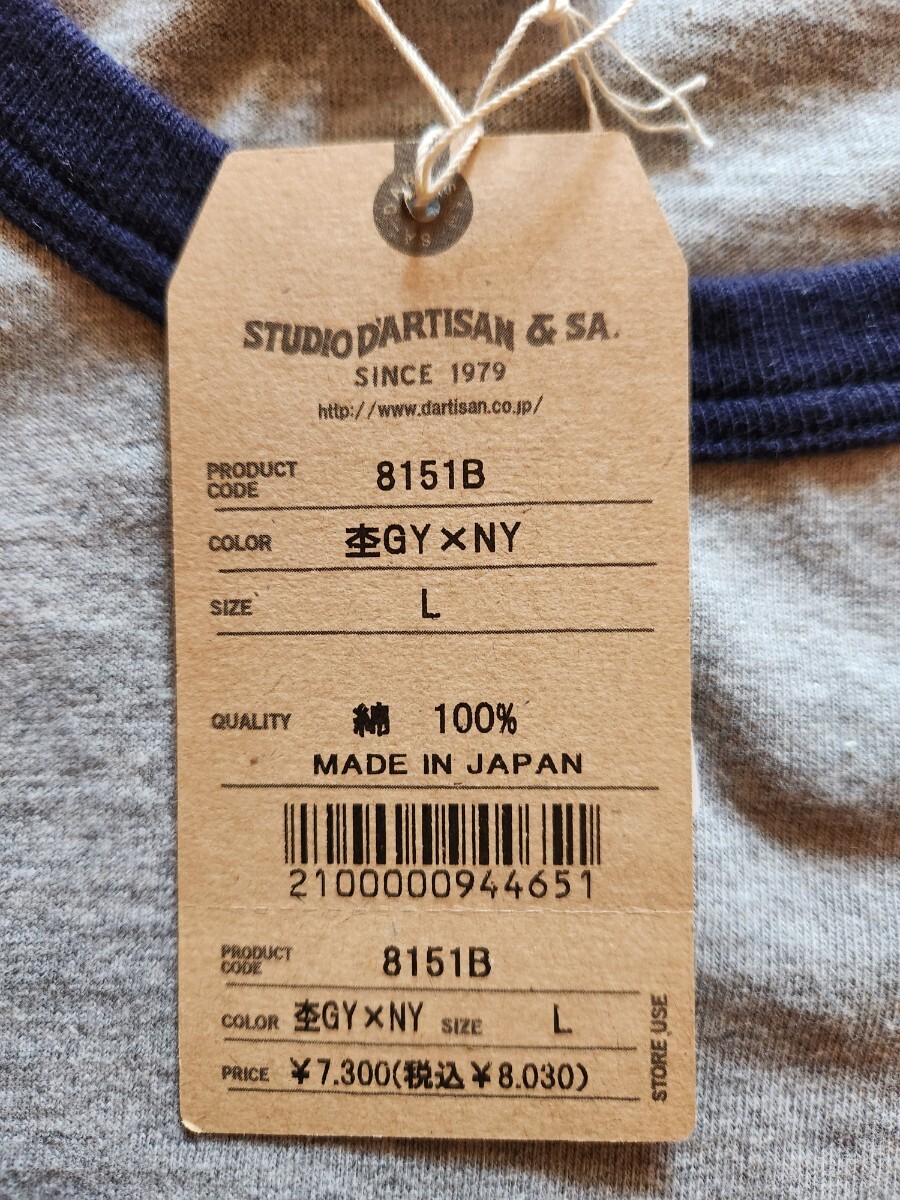 STUDIO D'ARTISAN & SA.
SINCE 1979
http://www.dartisan.co.jp/
PRODUCT CODE 8151B
COLOR 杢GY×NY
SIZE L
QUALITY 綿 100%
MADE IN JAPAN
2100000944651
PRODUCT CODE 8151B
COLOR 杢GY×NY SIZE L
PRICE ¥7.300(税込¥8.030)
STORE USE